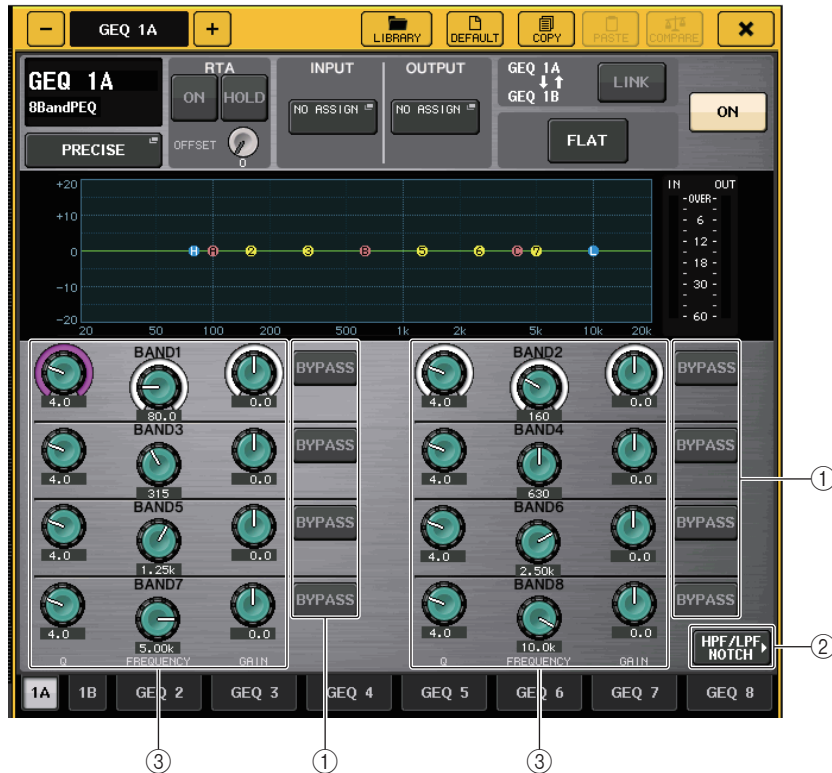 − GEQ 1A + LIBRARY DEFAULT COPY PASTE COMPARE ×
GEQ 1A
8BandPEQ
PRECISE
RTA
ON HOLD
OFFSET
0
INPUT
NO ASSIGN
OUTPUT
NO ASSIGN
GEQ 1A
↓↑
GEQ 1B
LINK
FLAT
ON
+20
+10
0
−10
−20
20 50 100 200 500 1k 2k 5k 10k 20k
H A 2 3 B 5 6 C 7 L
IN OUT
-OVER-
- 6 -
- 12 -
- 18 -
- 30 -
- 60 -
BAND1
4.0 80.0 0.0
BYPASS
BAND2
4.0 160 0.0
BYPASS
BAND3
4.0 315 0.0
BYPASS
BAND4
4.0 630 0.0
BYPASS
BAND5
4.0 1.25k 0.0
BYPASS
BAND6
4.0 2.50k 0.0
BYPASS
BAND7
4.0 5.00k 0.0
BYPASS
BAND8
4.0 10.0k 0.0
BYPASS
Q FREQUENCY GAIN
Q FREQUENCY GAIN
HPF/LPF
NOTCH
1A 1B GEQ 2 GEQ 3 GEQ 4 GEQ 5 GEQ 6 GEQ 7 GEQ 8
①
②
③ ① ③